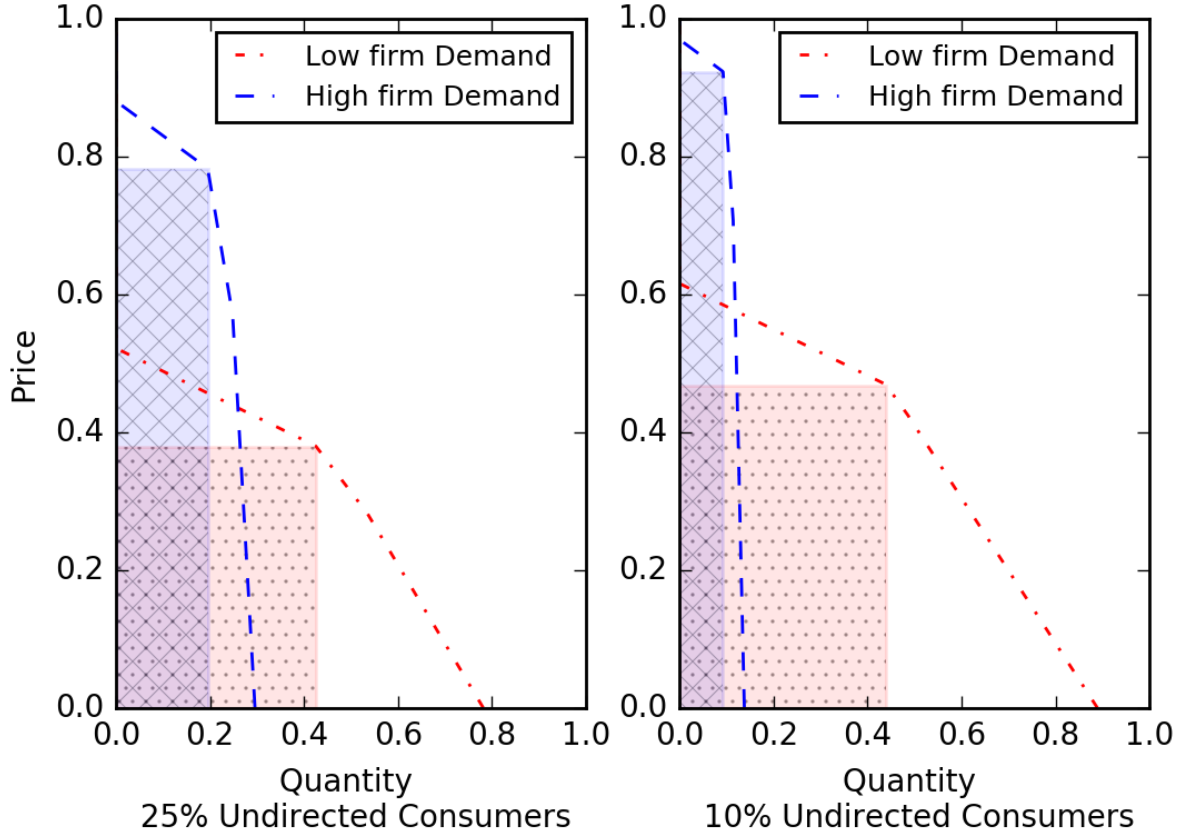 Low firm Demand
High firm Demand
Price
1.0
0.8
0.6
0.4
0.2
0.0
0.0 0.2 0.4 0.6 0.8 1.0
Quantity
25% Undirected Consumers
Low firm Demand
High firm Demand
1.0
0.8
0.6
0.4
0.2
0.0
0.0 0.2 0.4 0.6 0.8 1.0
Quantity
10% Undirected Consumers